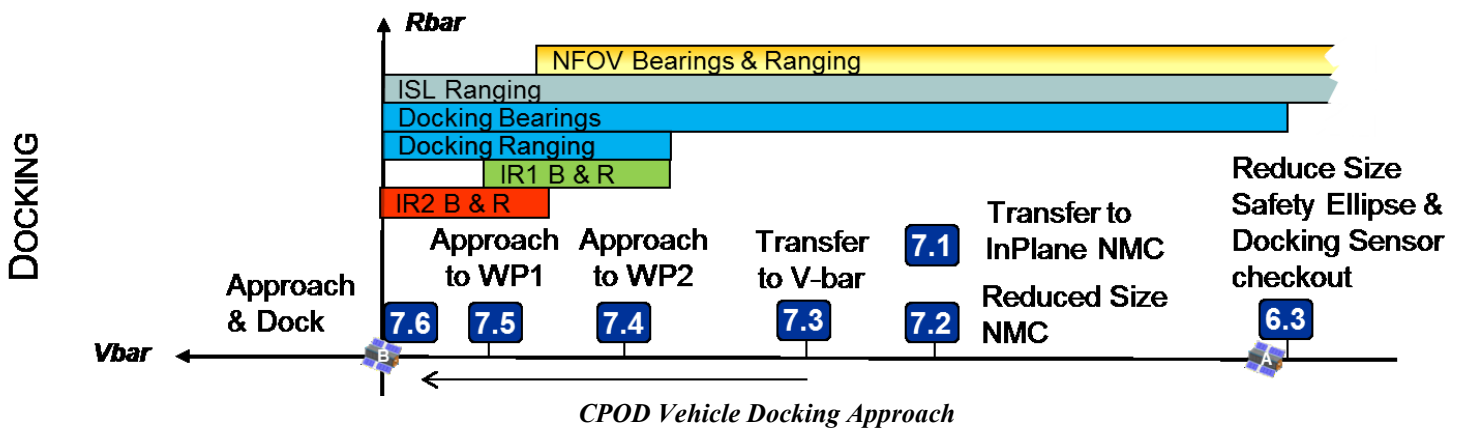 DOCKING
Rbar
NFOV Bearings & Ranging
ISL Ranging
Docking Bearings
Docking Ranging
IR1 B & R
IR2 B & R
Approach
& Dock
7.6
Approach
to WP1
7.5
Approach
to WP2
7.4
Transfer
to V-bar
7.3
7.1
Transfer to
InPlane NMC
7.2
Reduced Size
NMC
Reduce Size
Safety Ellipse &
Docking Sensor
checkout
6.3
Vbar
B
A
CPOD Vehicle Docking Approach